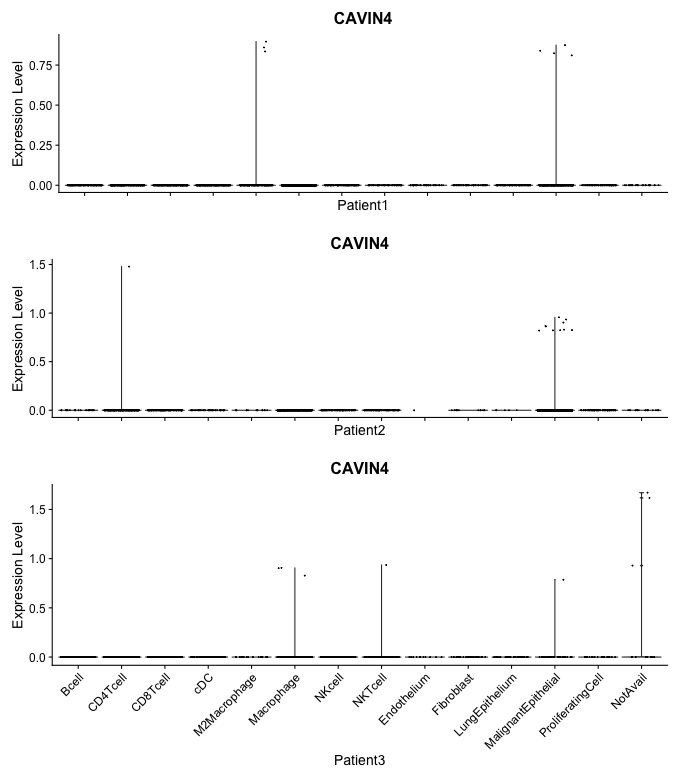 CAVIN4
Expression Level
0.75
0.50
0.25
0.00
Patient1
CAVIN4
Expression Level
1.5
1.0
0.5
0.0
Patient2
CAVIN4
Expression Level
1.5
1.0
0.5
0.0
Bcell
CD4Tcell
CD8Tcell
cDC
M2Macrophage
Macrophage
NKcell
NKTcell
Endothelium
Fibroblast
LungEpithelium
MalignantEpithelial
ProliferatingCell
NotAvail
Patient3